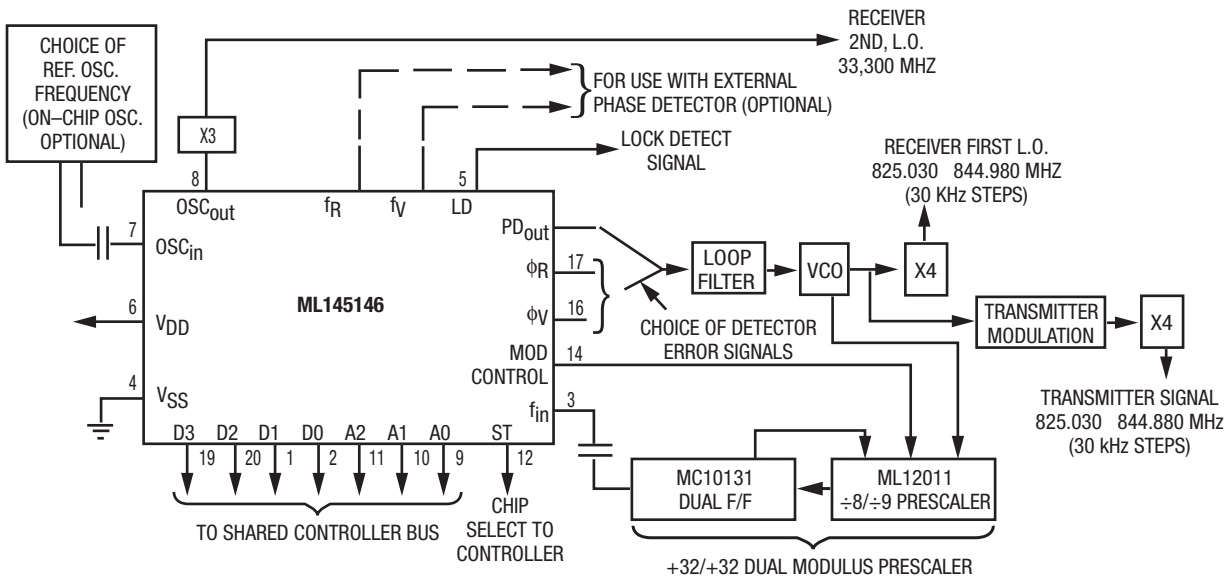 CHOICE OF
REF. OSC.
FREQUENCY
(ON–CHIP OSC.
OPTIONAL)
RECEIVER
2ND, L.O.
33,300 MHZ
X3
FOR USE WITH EXTERNAL
PHASE DETECTOR (OPTIONAL)
LOCK DETECT
SIGNAL
RECEIVER FIRST L.O.
825.030 844.980 MHZ
(30 KHz STEPS)
8
5
OSCout
fR
fV
LD
7
OSCin
PDout
ɸR
17
ɸV
16
LOOP
FILTER
VCO
X4
ML145146
6
VDD
CHOICE OF DETECTOR
ERROR SIGNALS
TRANSMITTER
MODULATION
X4
MOD
CONTROL
14
4
VSS
fin
3
TRANSMITTER SIGNAL
825.030 844.880 MHz
(30 kHz STEPS)
D3 D2 D1 D0 A2 A1 A0 ST
19 20 1 2 11 10 9 12
MC10131
DUAL F/F
ML12011
÷8/÷9 PRESCALER
TO SHARED CONTROLLER BUS
CHIP
SELECT TO
CONTROLLER
+32/+32 DUAL MODULUS PRESCALER